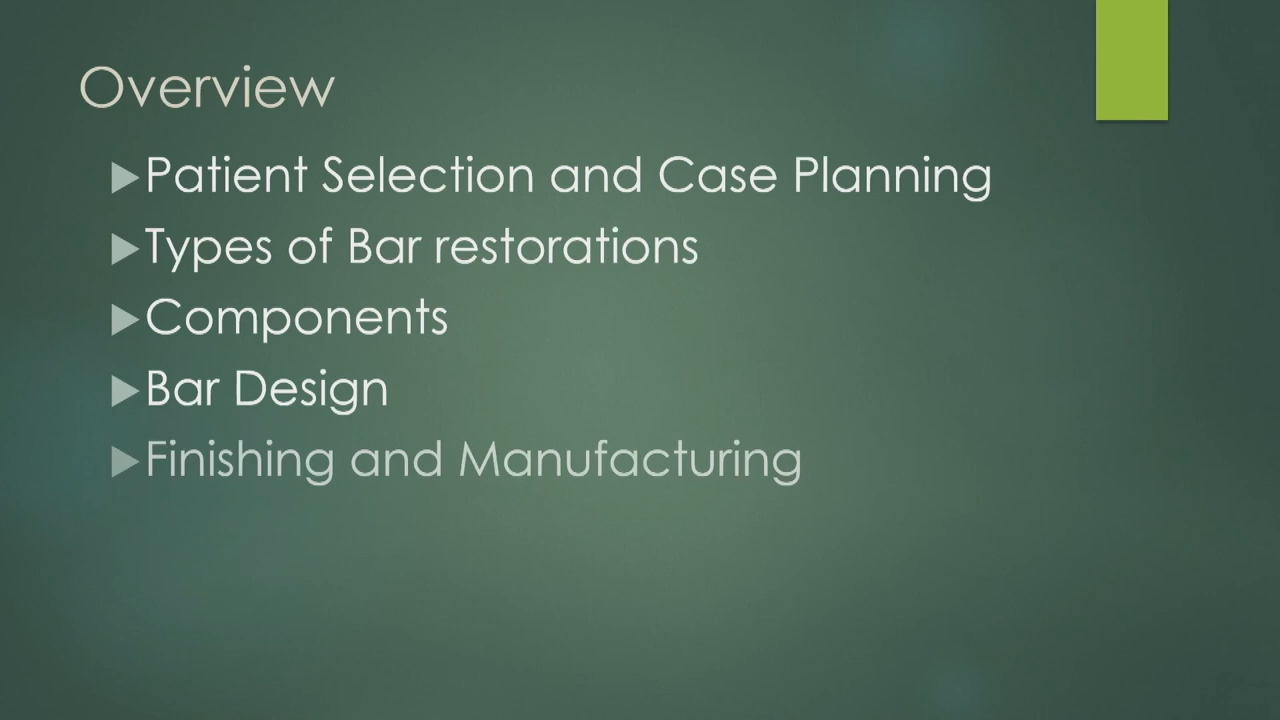 Overview
Patient Selection and Case Planning
Types of Bar restorations
Components
Bar Design
Finishing and Manufacturing